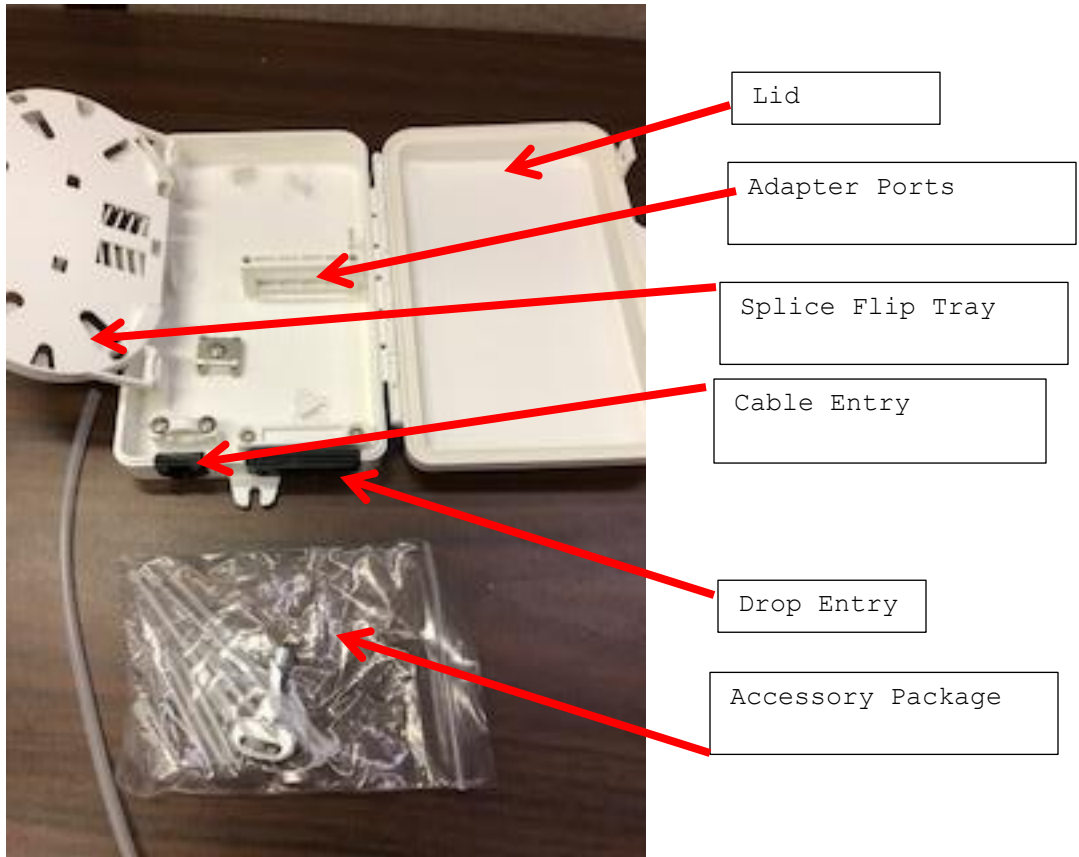 Lid
Adapter Ports
Splice Flip Tray
Cable Entry
Drop Entry
Accessory Package